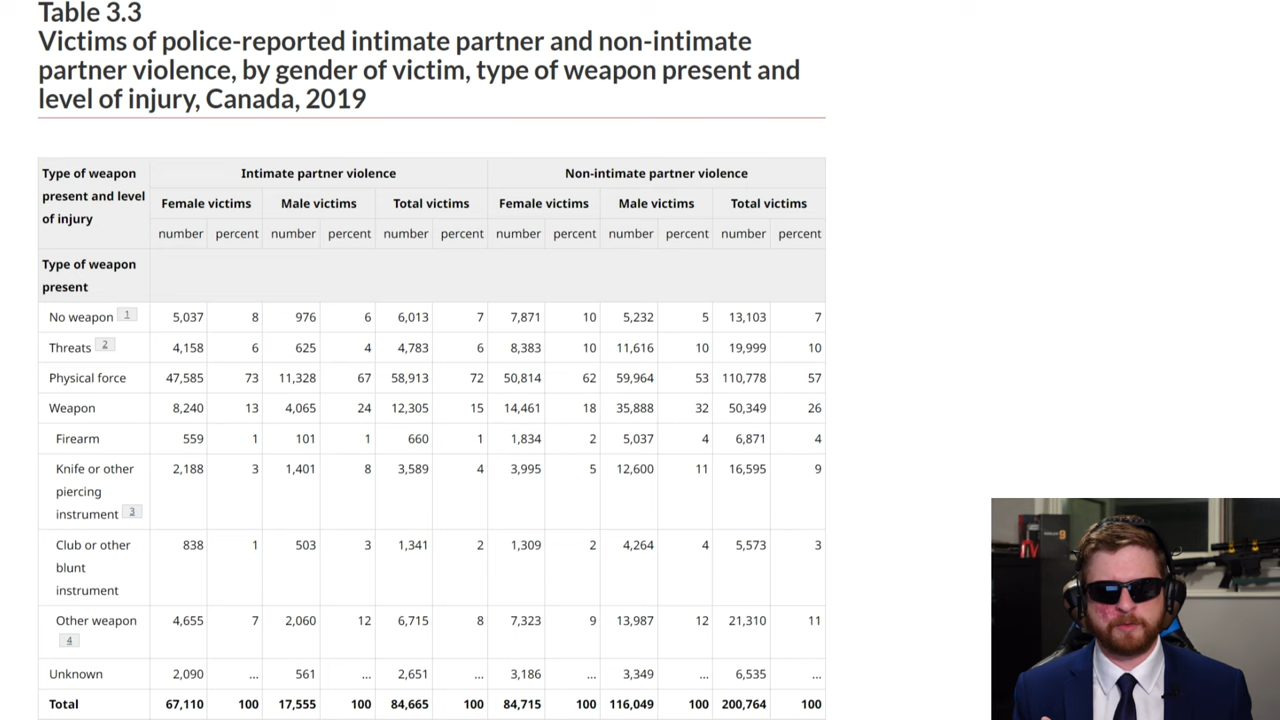 Table 3.3
Victims of police-reported intimate partner and non-intimate
partner violence, by gender of victim, type of weapon present and
level of injury, Canada, 2019
Type of weapon present and level of injury Intimate partner violence Non-intimate partner violence
Female victims Male victims Total victims Female victims Male victims Total victims
number percent number percent number percent number percent number percent number percent
Type of weapon
present
No weapon 1 5,037 8 976 6 6,013 7 7,871 10 5,232 5 13,103 7
Threats 2 4,158 6 625 4 4,783 6 8,383 10 11,616 10 19,999 10
Physical force 47,585 73 11,328 67 58,913 72 50,814 62 59,964 53 110,778 57
Weapon 8,240 13 4,065 24 12,305 15 14,461 18 35,888 32 50,349 26
Firearm 559 1 101 1 660 1 1,834 2 5,037 4 6,871 4
Knife or other piercing instrument 3 2,188 3 1,401 8 3,589 4 3,995 5 12,600 11 16,595 9
Club or other blunt instrument 838 1 503 3 1,341 2 1,309 2 4,264 4 5,573 3
Other weapon 4 4,655 7 2,060 12 6,715 8 7,323 9 13,987 12 21,310 11
Unknown 2,090 ... 561 ... 2,651 ... 3,186 ... 3,349 ... 6,535 ...
Total 67,110 100 17,555 100 84,665 100 84,715 100 116,049 100 200,764 100